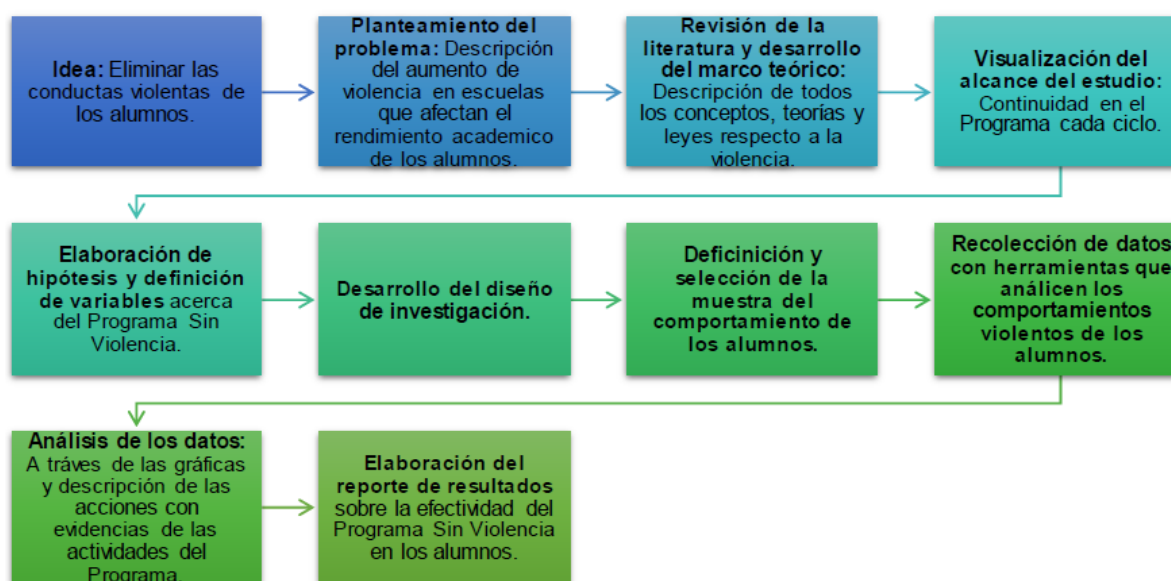 Idea: Eliminar las
conductas violentas de
los alumnos.
Planteamiento del
problema: Descripción
del aumento de
violencia en escuelas
que afectan el
rendimiento academico
de los alumnos.
Revisión de la
literatura y desarrollo
del marco teórico:
Descripción de todos
los conceptos, teorías y
leyes respecto a la
violencia.
Visualización del
alcance del estudio:
Continuidad en el
Programa cada ciclo.
Elaboración de
hipótesis y definición
de variables acerca
del Programa Sin
Violencia.
Desarrollo del diseño
de investigación.
Deficinición y
selección de la
muestra del
comportamiento de
los alumnos.
Recolección de datos
con herramientas que
análicen los
comportamientos
violentos de los
alumnos.
Análisis de los datos:
A tráves de las gráficas
y descripción de las
acciones con
evidencias de las
actividades del
Programa
Elaboración del
reporte de resultados
sobre la efectividad del
Programa Sin Violencia
en los alumnos.